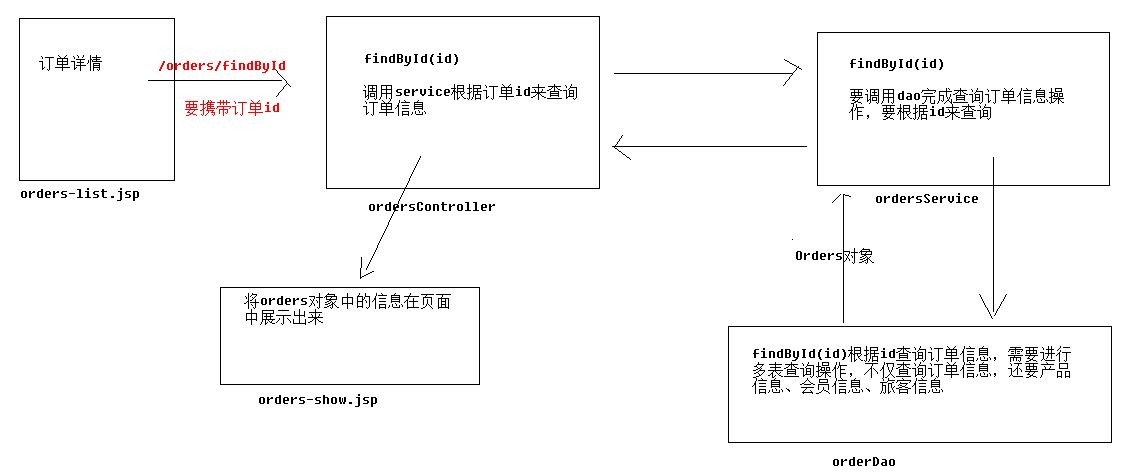 订单详情
/orders/findById
要携带订单id
orders-list.jsp
findById(id)
调用service根据订单id来查询
订单信息
ordersController
findById(id)
要调用dao完成查询订单信息操
作，要根据id来查询
ordersService
Orders对象
将orders对象中的信息在页面
中展示出来
orders-show.jsp
findById(id)根据id查询订单信息，需要进行
多表查询操作，不仅查询订单信息，还要产品
信息、会员信息、旅客信息
orderDao